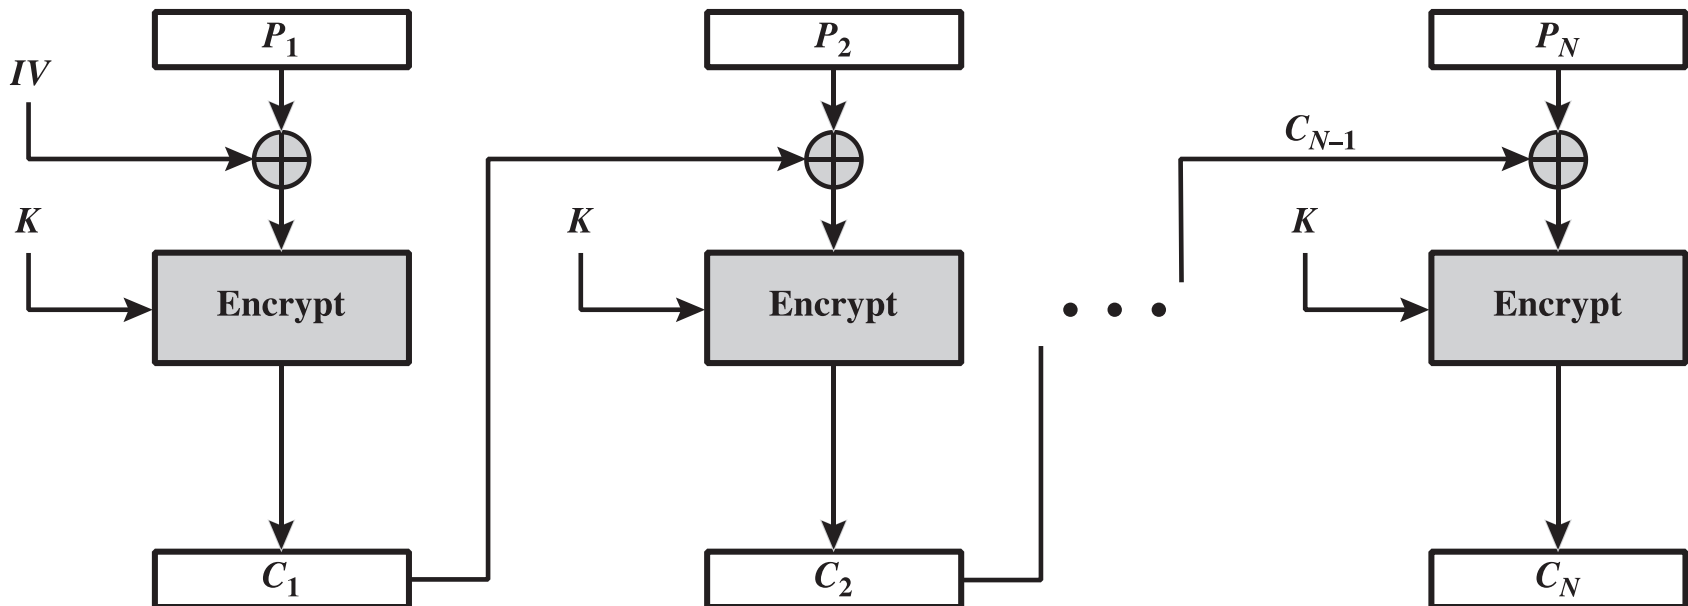 P1
P2
PN
IV
CN–1
K
K
K
Encrypt
Encrypt
• • •
Encrypt
C1
C2
CN